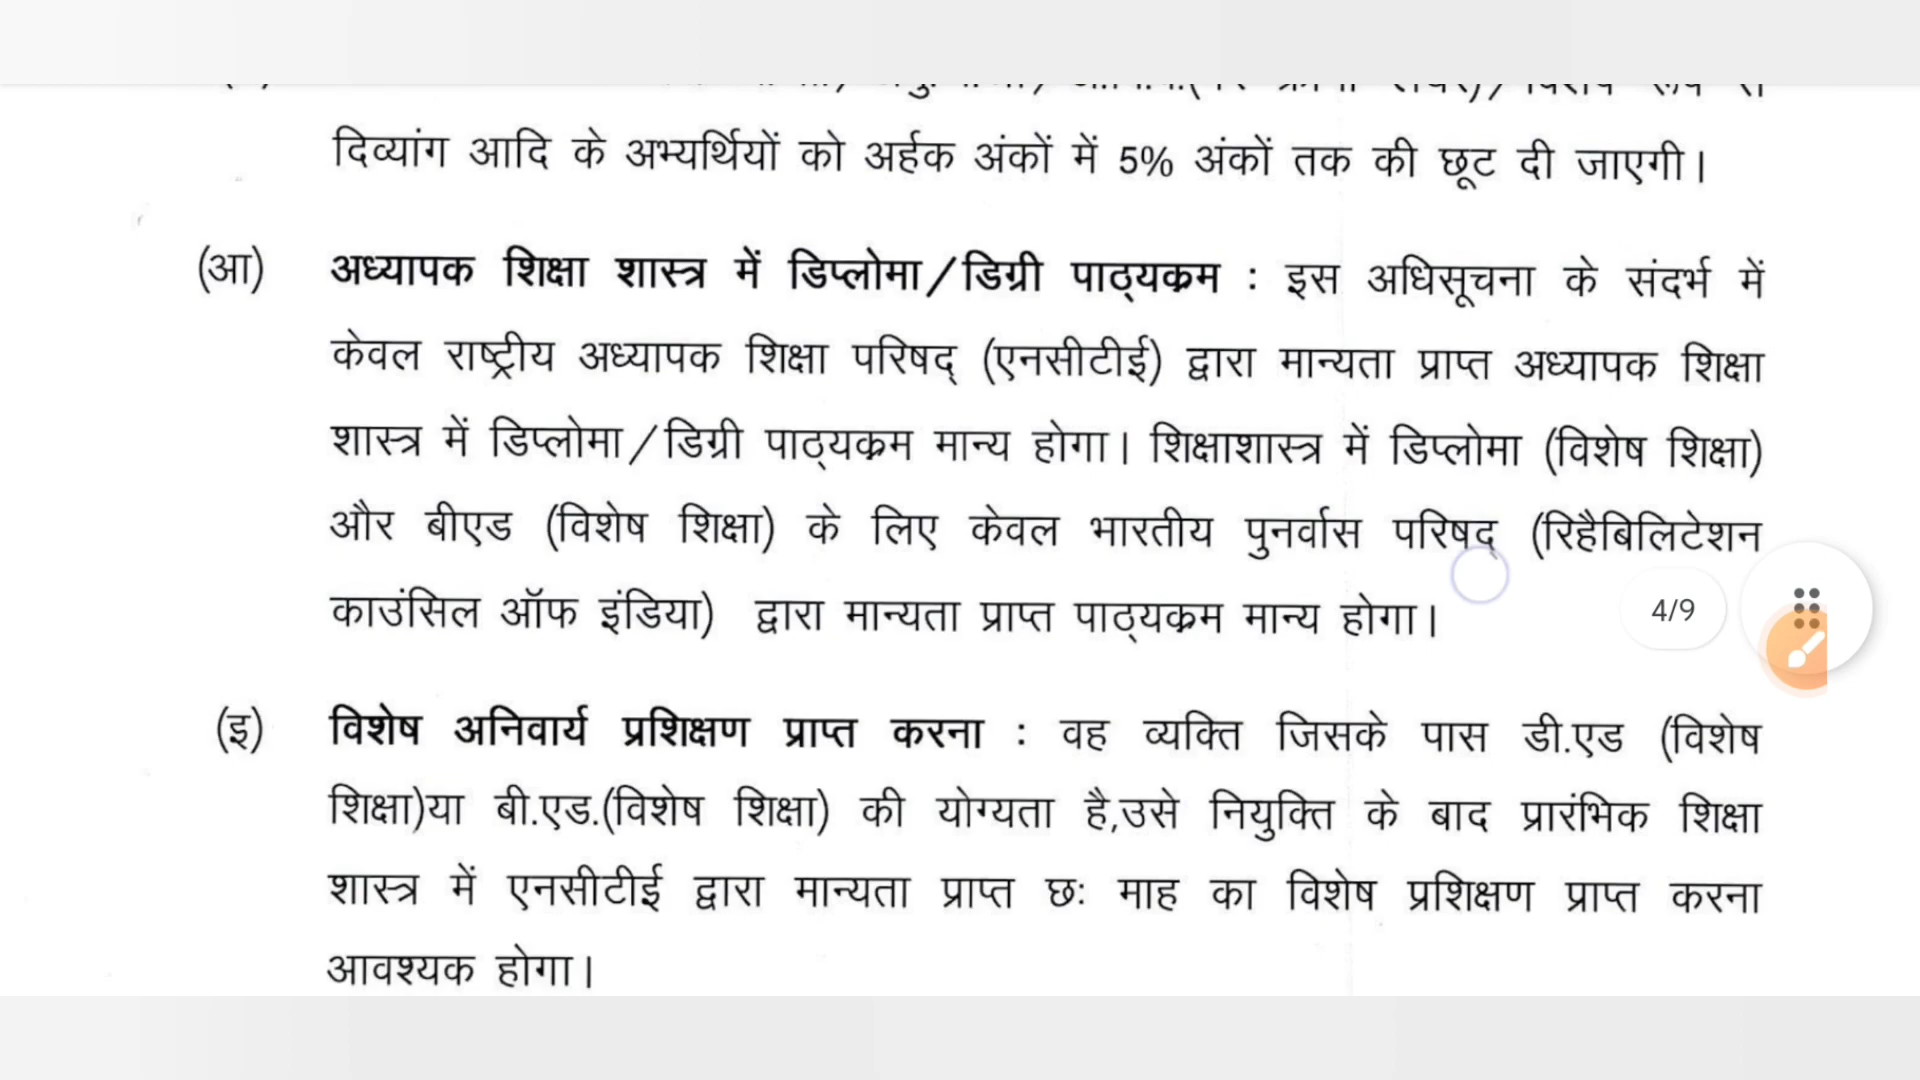 दिव्यांग आदि के अभ्यर्थियों को अर्हक अंकों में 5% अंकों तक की छूट दी जाएगी।
(आ) अध्यापक शिक्षा शास्त्र में डिप्लोमा/डिग्री पाठ्यक्रम : इस अधिसूचना के संदर्भ में
केवल राष्ट्रीय अध्यापक शिक्षा परिषद् (एनसीटीई) द्वारा मान्यता प्राप्त अध्यापक शिक्षा
शास्त्र में डिप्लोमा/डिग्री पाठ्यक्रम मान्य होगा। शिक्षाशास्त्र में डिप्लोमा (विशेष शिक्षा)
और बीएड (विशेष शिक्षा) के लिए केवल भारतीय पुनर्वास परिषद् (रिहैबिलिटेशन
काउंसिल ऑफ इंडिया) द्वारा मान्यता प्राप्त पाठ्यक्रम मान्य होगा।
4/9
(इ) विशेष अनिवार्य प्रशिक्षण प्राप्त करना : वह व्यक्ति जिसके पास डी.एड (विशेष
शिक्षा)या बी.एड.(विशेष शिक्षा) की योग्यता है,उसे नियुक्ति के बाद प्रारंभिक शिक्षा
शास्त्र में एनसीटीई द्वारा मान्यता प्राप्त छः माह का विशेष प्रशिक्षण प्राप्त करना
आवश्यक होगा।